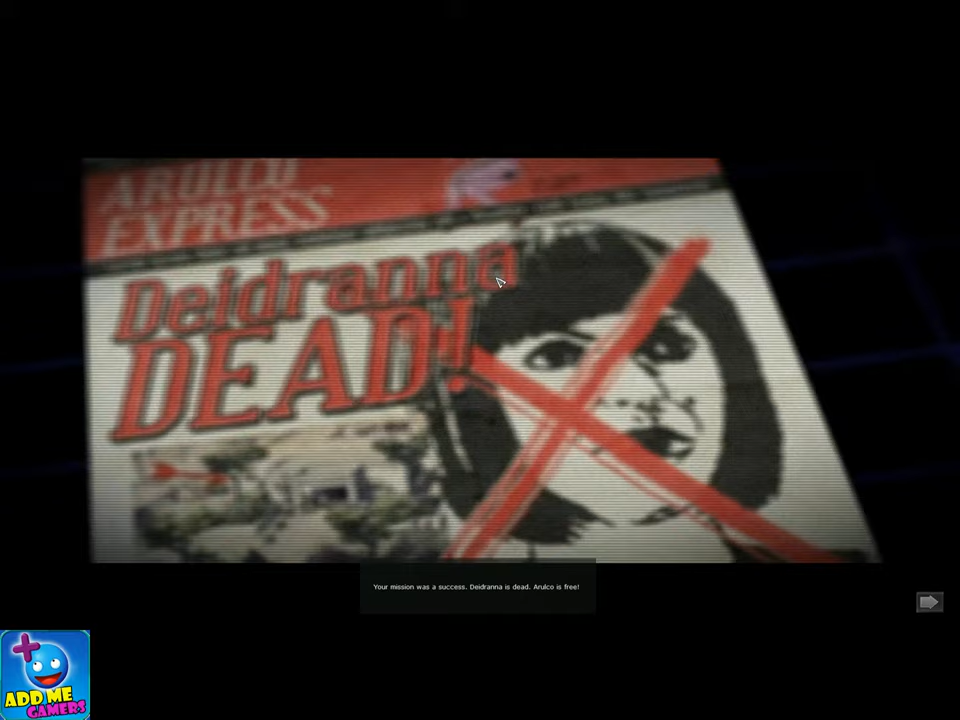 ARULCO
EXPRESS
Deidranna
DEAD!
Your mission was a success. Deidranna is dead. Arulco is free!
ADD ME
GAMERS